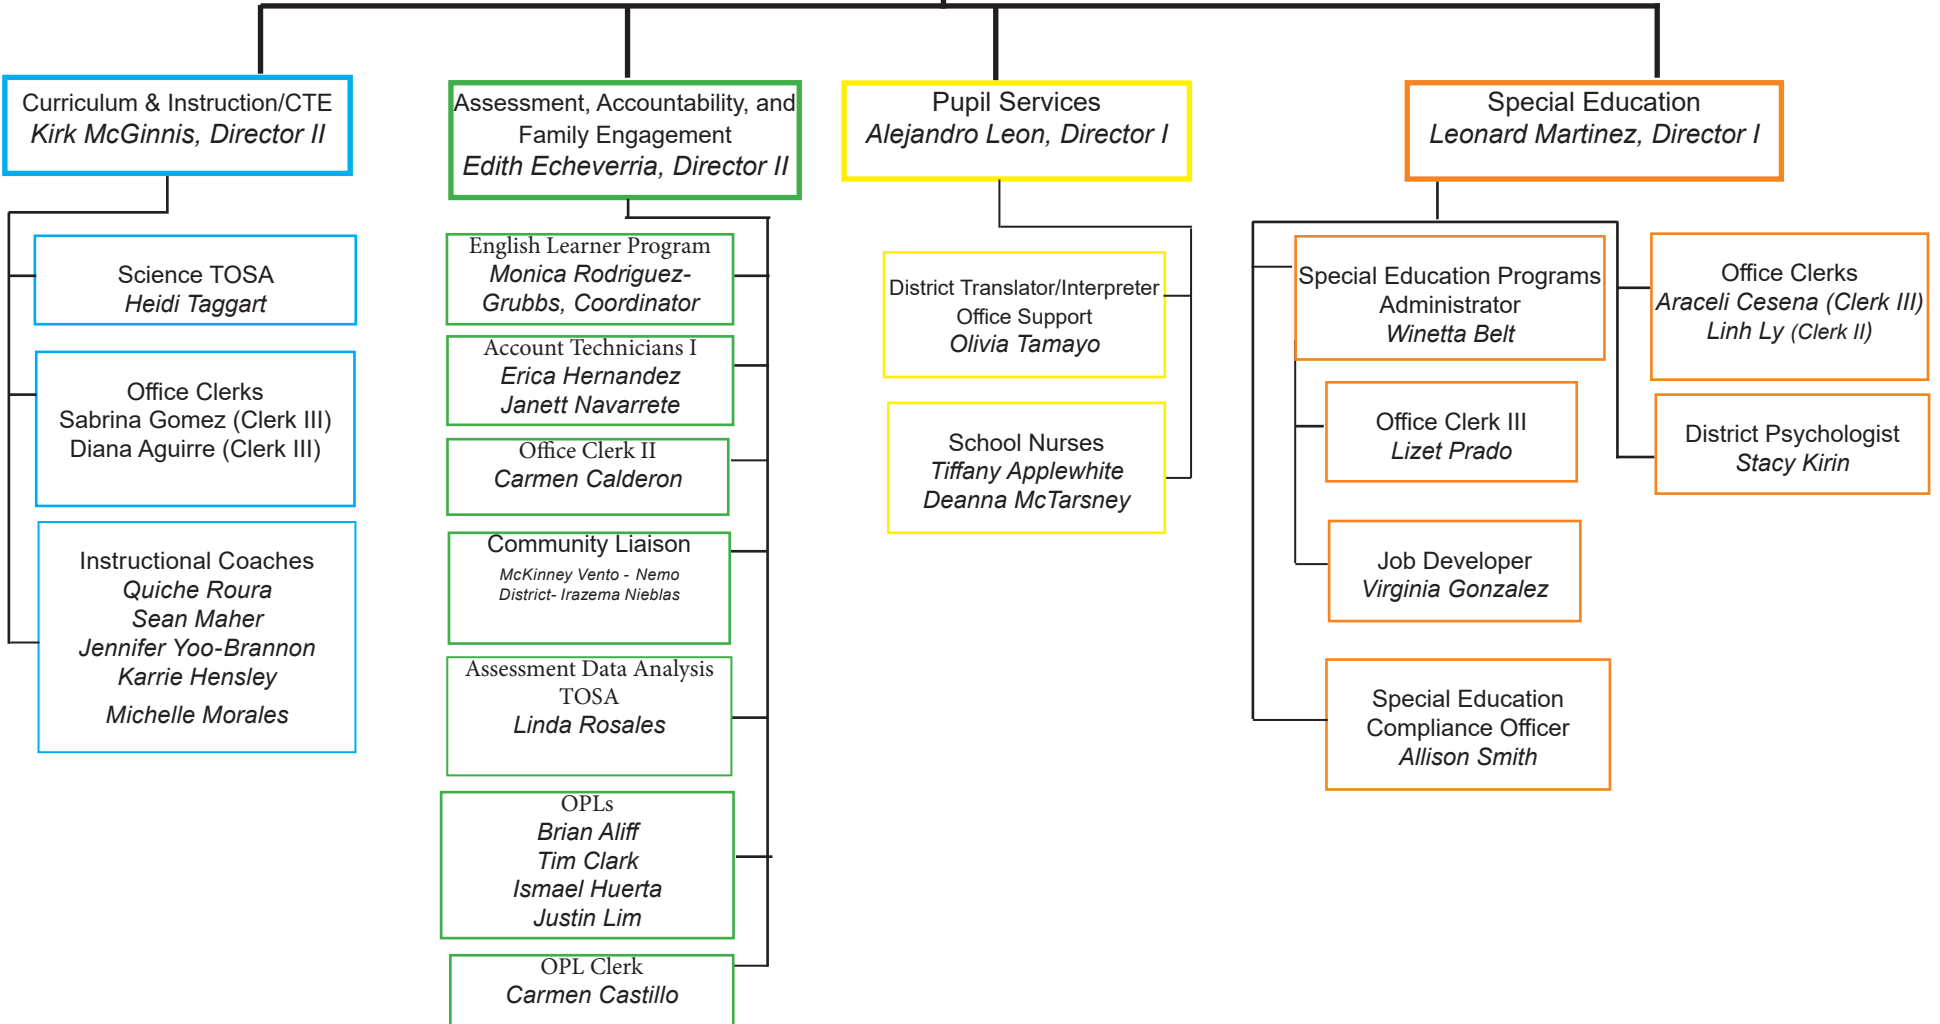 Curriculum & Instruction/CTE
Kirk McGinnis, Director II
Science TOSA
Heidi Taggart
Office Clerks
Sabrina Gomez (Clerk III)
Diana Aguirre (Clerk III)
Instructional Coaches
Quiche Roura
Sean Maher
Jennifer Yoo-Brannon
Karrie Hensley
Michelle Morales
Assessment, Accountability, and
Family Engagement
Edith Echeverria, Director II
English Learner Program
Monica Rodriguez-
Grubbs, Coordinator
Account Technicians I
Erica Hernandez
Janett Navarrete
Office Clerk II
Carmen Calderon
Community Liaison
McKinney Vento - Nemo
District- Irazema Nieblas
Assessment Data Analysis
TOSA
Linda Rosales
OPLs
Brian Aliff
Tim Clark
Ismael Huerta
Justin Lim
OPL Clerk
Carmen Castillo
Pupil Services
Alejandro Leon, Director I
District Translator/Interpreter
Office Support
Olivia Tamayo
School Nurses
Tiffany Applewhite
Deanna McTarsney
Special Education
Leonard Martinez, Director I
Special Education Programs
Administrator
Winetta Belt
Office Clerk III
Lizet Prado
Job Developer
Virginia Gonzalez
Special Education
Compliance Officer
Allison Smith
Office Clerks
Araceli Cesena (Clerk III)
Linh Ly (Clerk II)
District Psychologist
Stacy Kirin